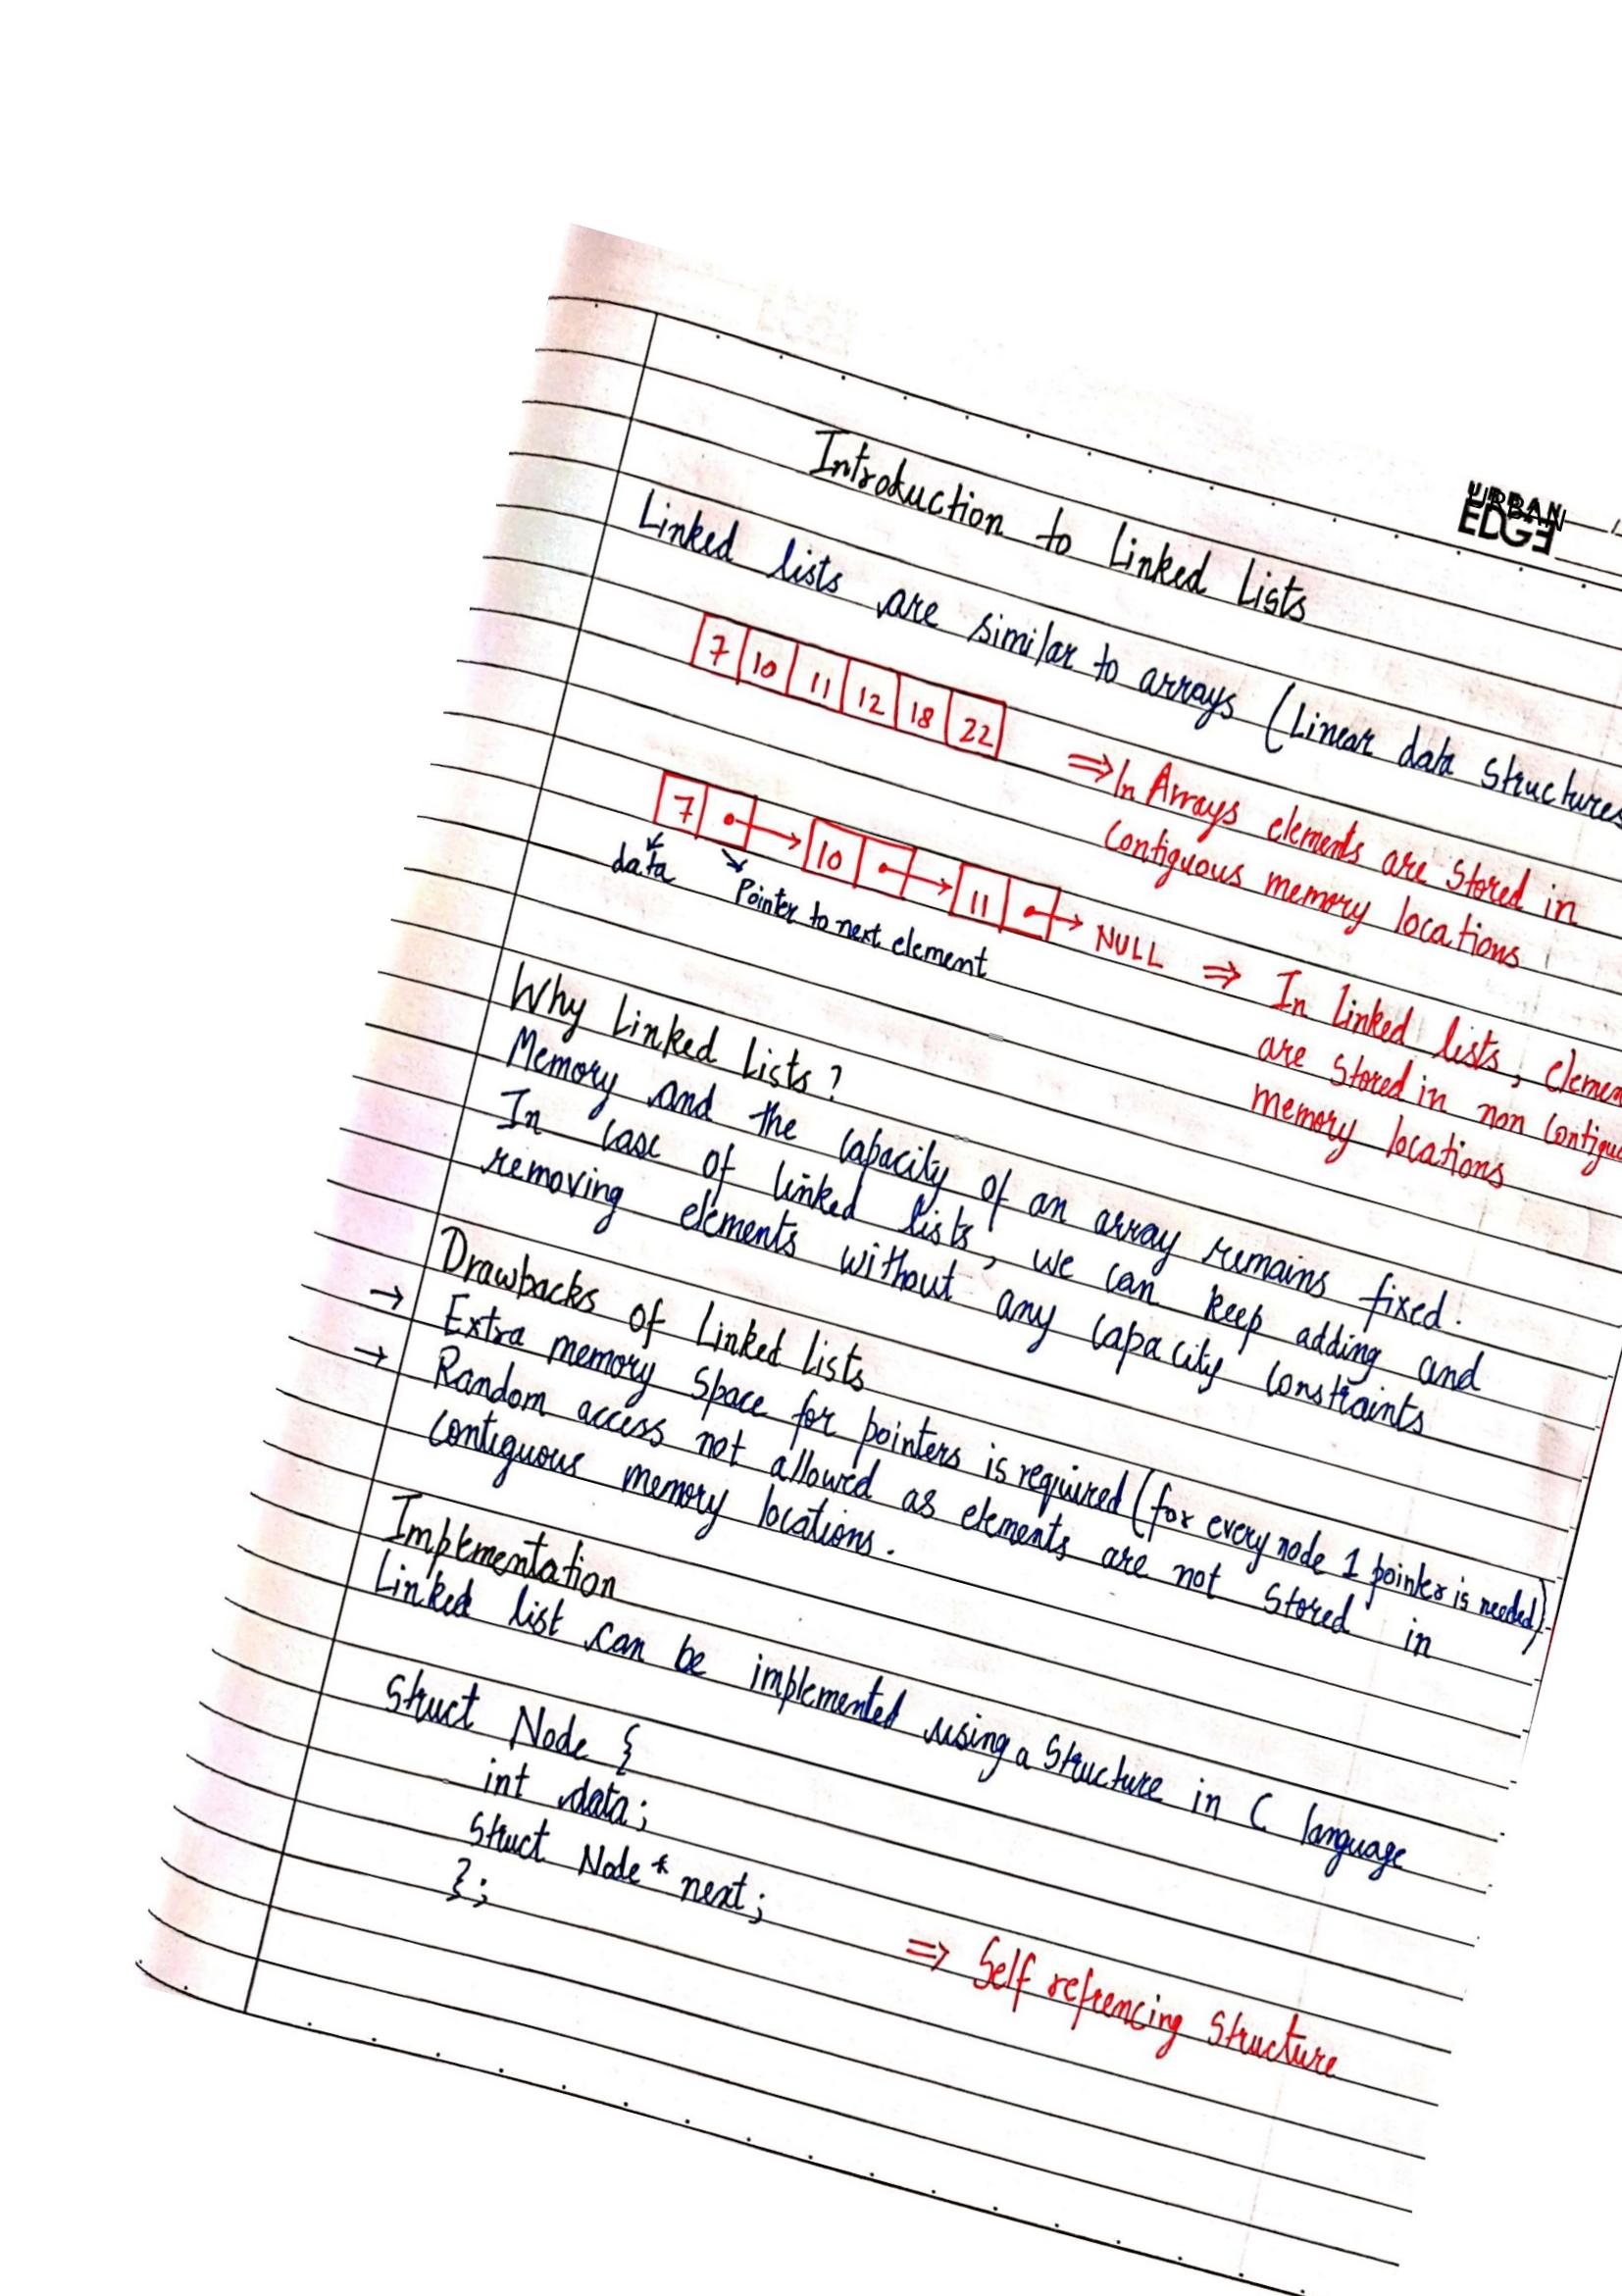 URBAN
EDGE
Introduction to Linked Lists
Linked lists are similar to arrays (Linear data structures
7 10 11 12 18 22
⇒ In Arrays elements are stored in
contiguous memory locations
7 → 10 → 11 → NULL
data
Pointer to next element
⇒ In linked lists,
are stored in non
memory locations
Why Linked Lists?
Memory and the capacity of an array remains fixed.
In case of linked lists, we can keep adding and
removing elements without any capacity constraints
Drawbacks of Linked Lists
→ Extra memory space for pointers is required (for every node 1 pointer is needed)
→ Random access not allowed as elements are not stored in
contiguous memory locations.
Implementation
Linked list can be implemented using a structure in C language
Struct Node {
int data;
Struct Node* next;
};
⇒ Self refrencing structure